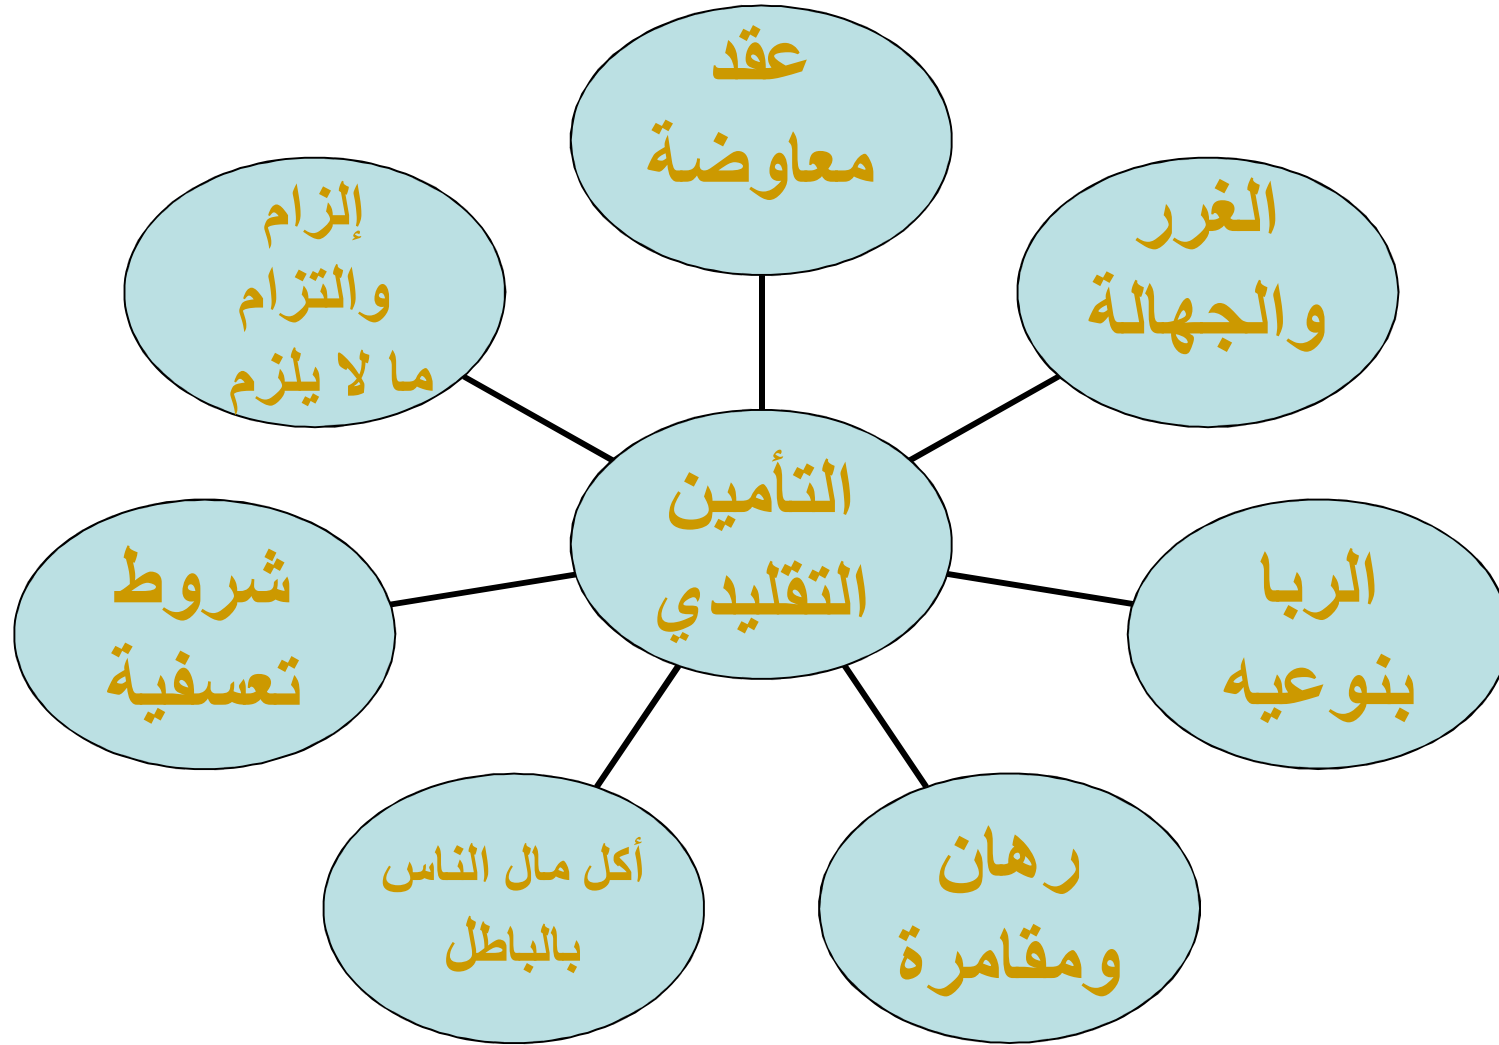 عقد
معاوضة
الغرر
والجهالة
الربا
بنوعيه
رهان
ومقامرة
أكل مال الناس
بالباطل
شروط
تعسفية
إلزام
والتزام
ما لا يلزم
التأمين
التقليدي